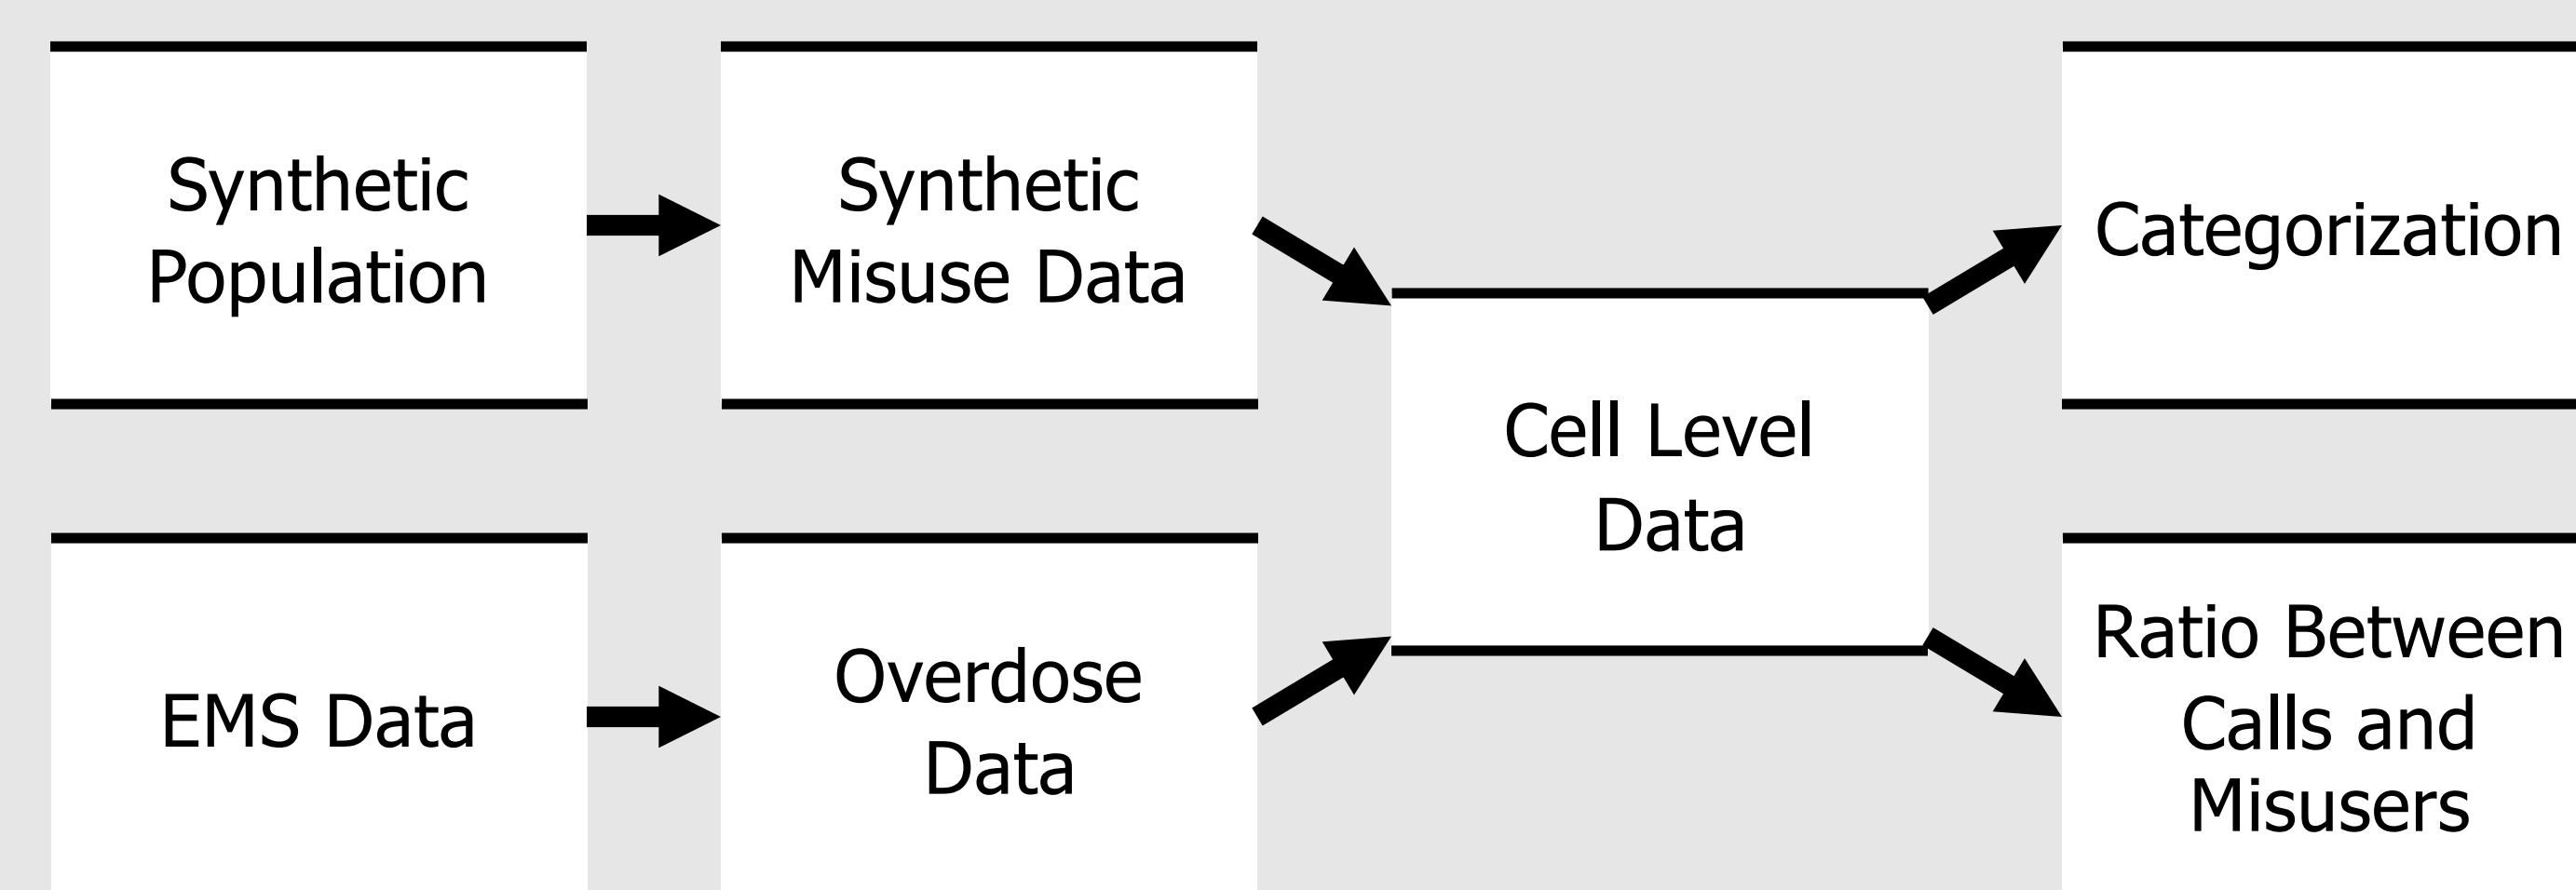 Synthetic
Population
Synthetic
Misuse Data
Categorization
Cell Level
Data
EMS Data
Overdose
Data
Ratio Between
Calls and
Misusers